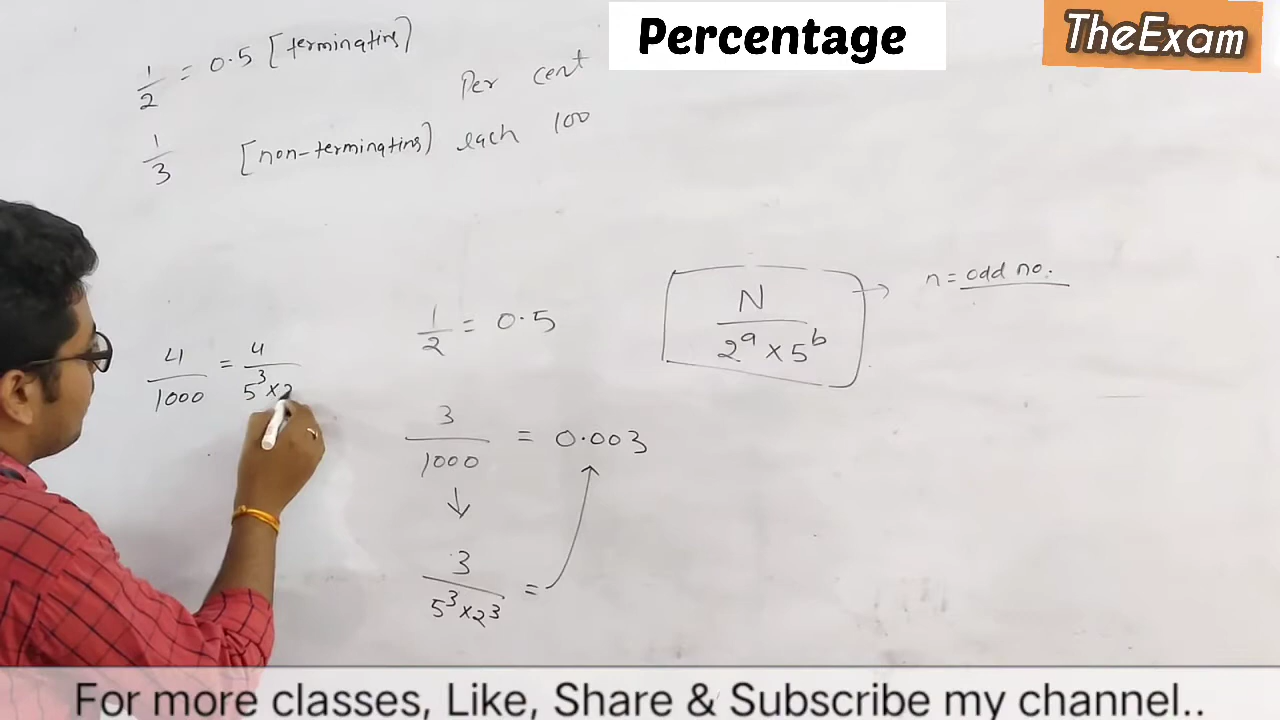 Percentage
TheExam
1/2 = 0.5 [terminating]
Per cent
1/3 [non-terminating] each 100
N / 2^a × 5^b → n = odd no.
1/2 = 0.5
4/1000 = 4 / 5^3 × 2
3/1000 = 0.003
↓
3 / 5^3 × 2^3 =
For more classes, Like, Share & Subscribe my channel..